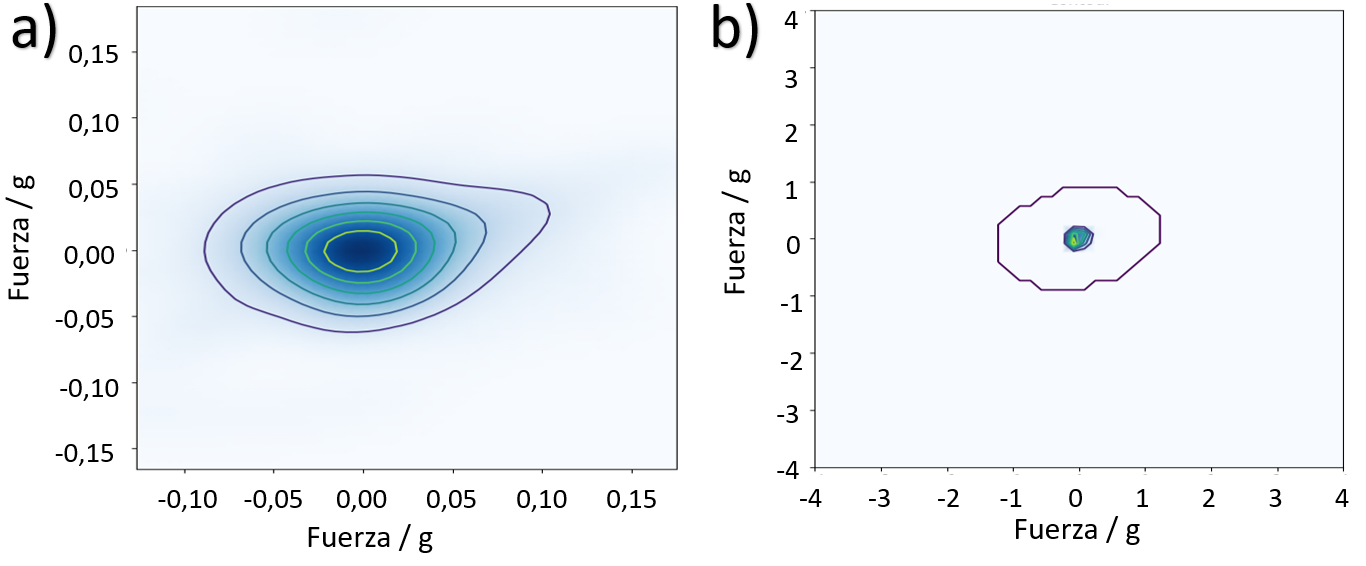 a)
0,15
0,10
0,05
0,00
-0,05
-0,10
-0,15
Fuerza / g
-0,10 -0,05 0,00 0,05 0,10 0,15
Fuerza / g
b)
4
3
2
1
0
-1
-2
-3
-4
Fuerza / g
-4 -3 -2 -1 0 1 2 3 4
Fuerza / g